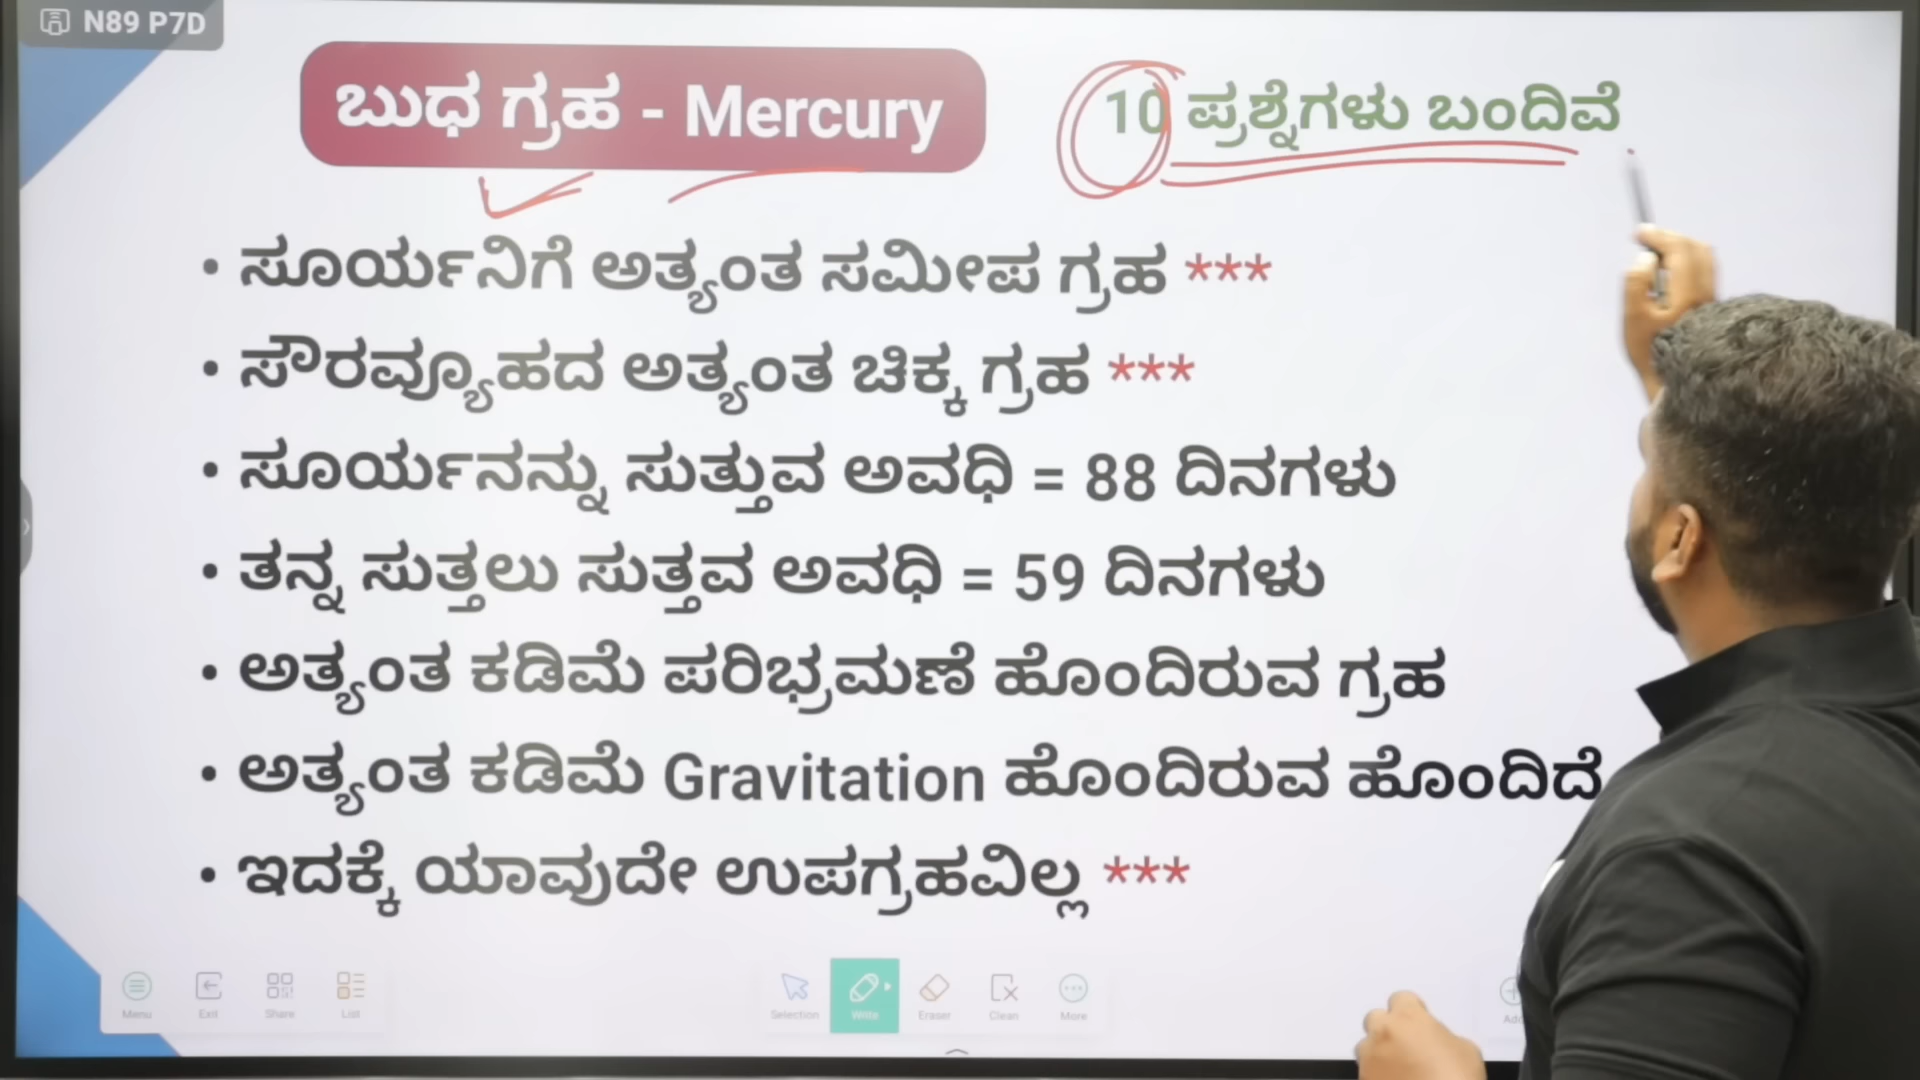 N89 P7D
ಬುಧ ಗ್ರಹ - Mercury
10 ಪ್ರಶ್ನೆಗಳು ಬಂದಿವೆ
• ಸೂರ್ಯನಿಗೆ ಅತ್ಯಂತ ಸಮೀಪ ಗ್ರಹ ***
• ಸೌರವ್ಯೂಹದ ಅತ್ಯಂತ ಚಿಕ್ಕ ಗ್ರಹ ***
• ಸೂರ್ಯನನ್ನು ಸುತ್ತುವ ಅವಧಿ = 88 ದಿನಗಳು
• ತನ್ನ ಸುತ್ತಲು ಸುತ್ತವ ಅವಧಿ = 59 ದಿನಗಳು
• ಅತ್ಯಂತ ಕಡಿಮೆ ಪರಿಭ್ರಮಣೆ ಹೊಂದಿರುವ ಗ್ರಹ
• ಅತ್ಯಂತ ಕಡಿಮೆ Gravitation ಹೊಂದಿರುವ ಹೊಂದಿದೆ
• ಇದಕ್ಕೆ ಯಾವುದೇ ಉಪಗ್ರಹವಿಲ್ಲ ***
Menu Exit Share List Selection Write Eraser Clean More